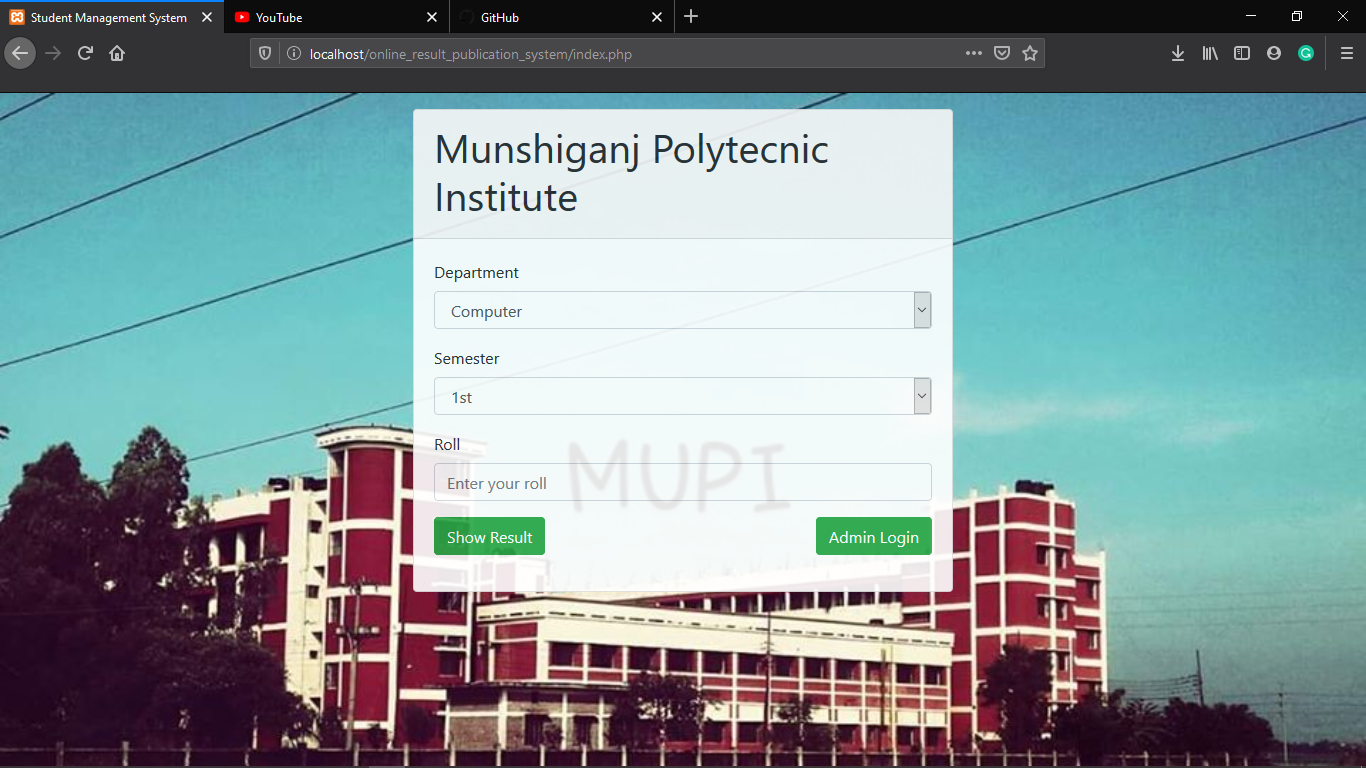 Student Management System
YouTube
GitHub
localhost/online_result_publication_system/index.php
Munshiganj Polytecnic
Institute
Department
Computer
Semester
1st
Roll
Enter your roll
MUPI
Show Result
Admin Login